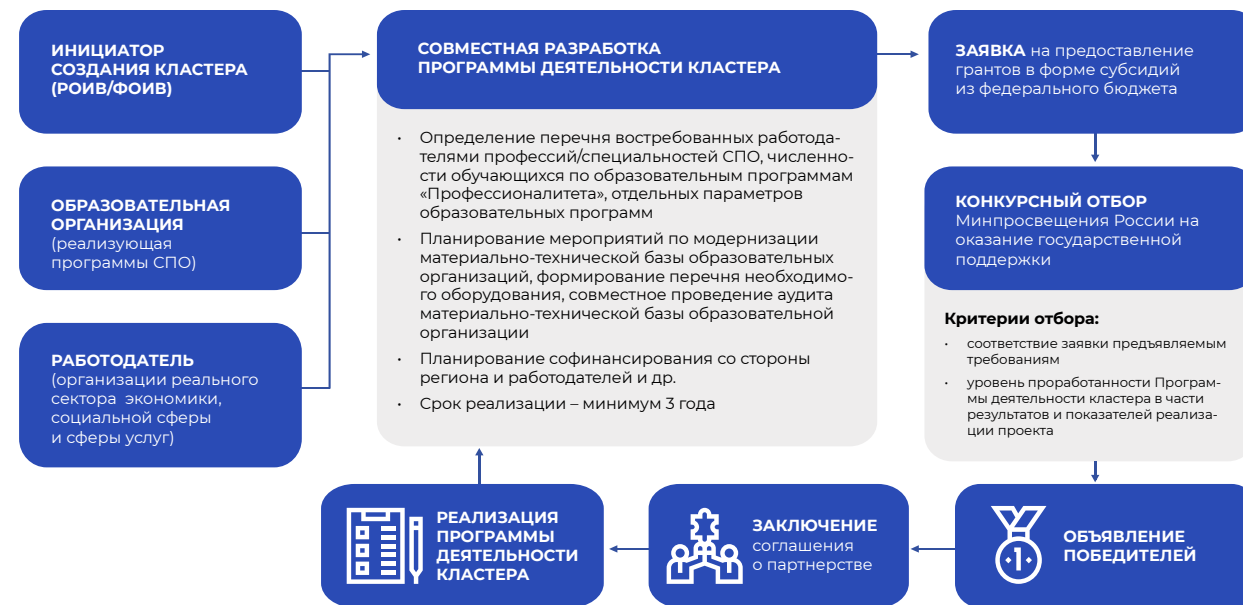 ИНИЦИАТОР
СОЗДАНИЯ КЛАСТЕРА
(РОИВ/ФОИВ)
ОБРАЗОВАТЕЛЬНАЯ
ОРГАНИЗАЦИЯ
(реализующая
программы СПО)
РАБОТОДАТЕЛЬ
(организации реального
сектора экономики,
социальной сферы
и сферы услуг)
СОВМЕСТНАЯ РАЗРАБОТКА
ПРОГРАММЫ ДЕЯТЕЛЬНОСТИ КЛАСТЕРА
• Определение перечня востребованных работода-
телями профессий/специальностей СПО, численно-
сти обучающихся по образовательным программам
«Профессионалитета», отдельных параметров
образовательных программ
• Планирование мероприятий по модернизации
материально-технической базы образовательных
организаций, формирование перечня необходимо-
го оборудования, совместное проведение аудита
материально-технической базы образовательной
организации
• Планирование софинансирования со стороны
региона и работодателей и др.
• Срок реализации – минимум 3 года
ЗАЯВКА на предоставление
грантов в форме субсидий
из федерального бюджета
КОНКУРСНЫЙ ОТБОР
Минпросвещения России на
оказание государственной
поддержки
Критерии отбора:
• соответствие заявки предъявляемым
требованиям
• уровень проработанности Програм-
мы деятельности кластера в части
результатов и показателей реализа-
ции проекта
ОБЪЯВЛЕНИЕ
ПОБЕДИТЕЛЕЙ
1
ЗАКЛЮЧЕНИЕ
соглашения
о партнерстве
РЕАЛИЗАЦИЯ
ПРОГРАММЫ
ДЕЯТЕЛЬНОСТИ
КЛАСТЕРА